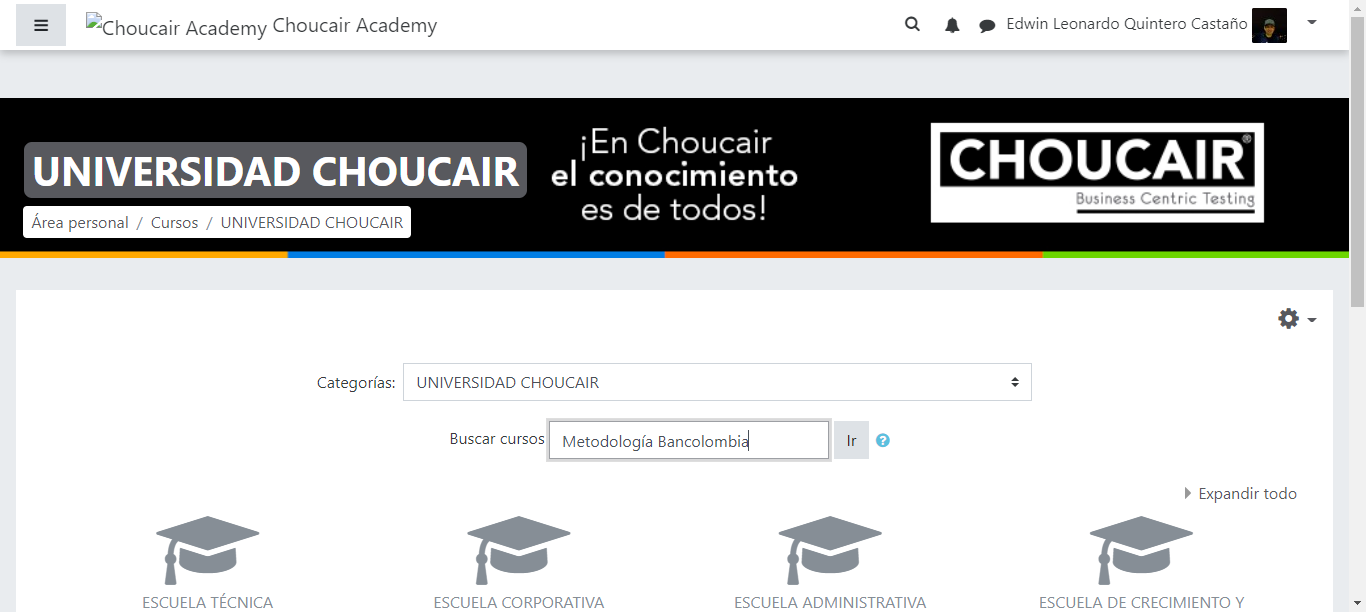 Choucair Academy Choucair Academy
Edwin Leonardo Quintero Castaño
UNIVERSIDAD CHOUCAIR
Área personal / Cursos / UNIVERSIDAD CHOUCAIR
¡En Choucair
el conocimiento
es de todos!
CHOUCAIR®
Business Centric Testing
Categorías: UNIVERSIDAD CHOUCAIR
Buscar cursos Metodología Bancolombia Ir ?
Expandir todo
ESCUELA TÉCNICA
ESCUELA CORPORATIVA
ESCUELA ADMINISTRATIVA
ESCUELA DE CRECIMIENTO Y